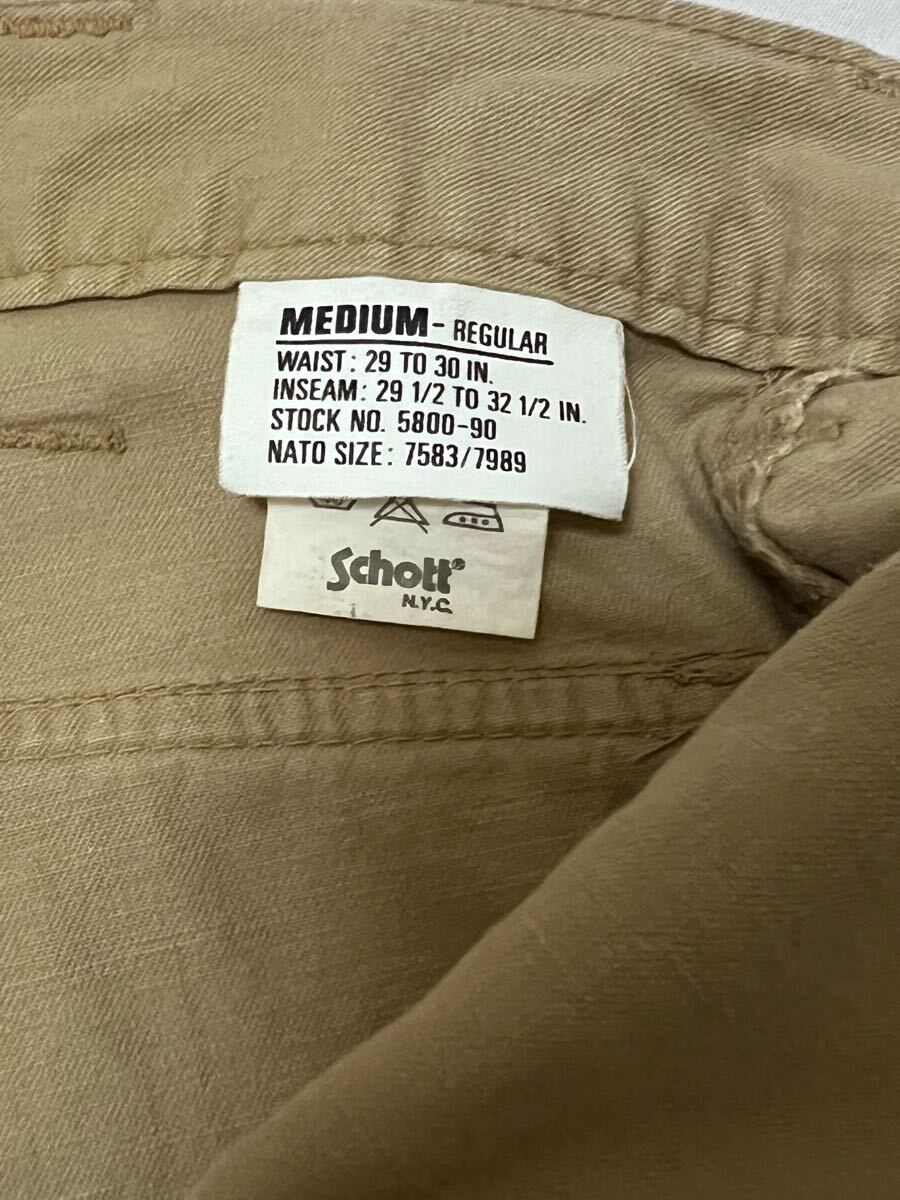 MEDIUM- REGULAR
WAIST: 29 TO 30 IN.
INSEAM: 29 1/2 TO 32 1/2 IN.
STOCK NO. 5800-90
NATO SIZE: 7583/7989
Schott®
N.Y.C.